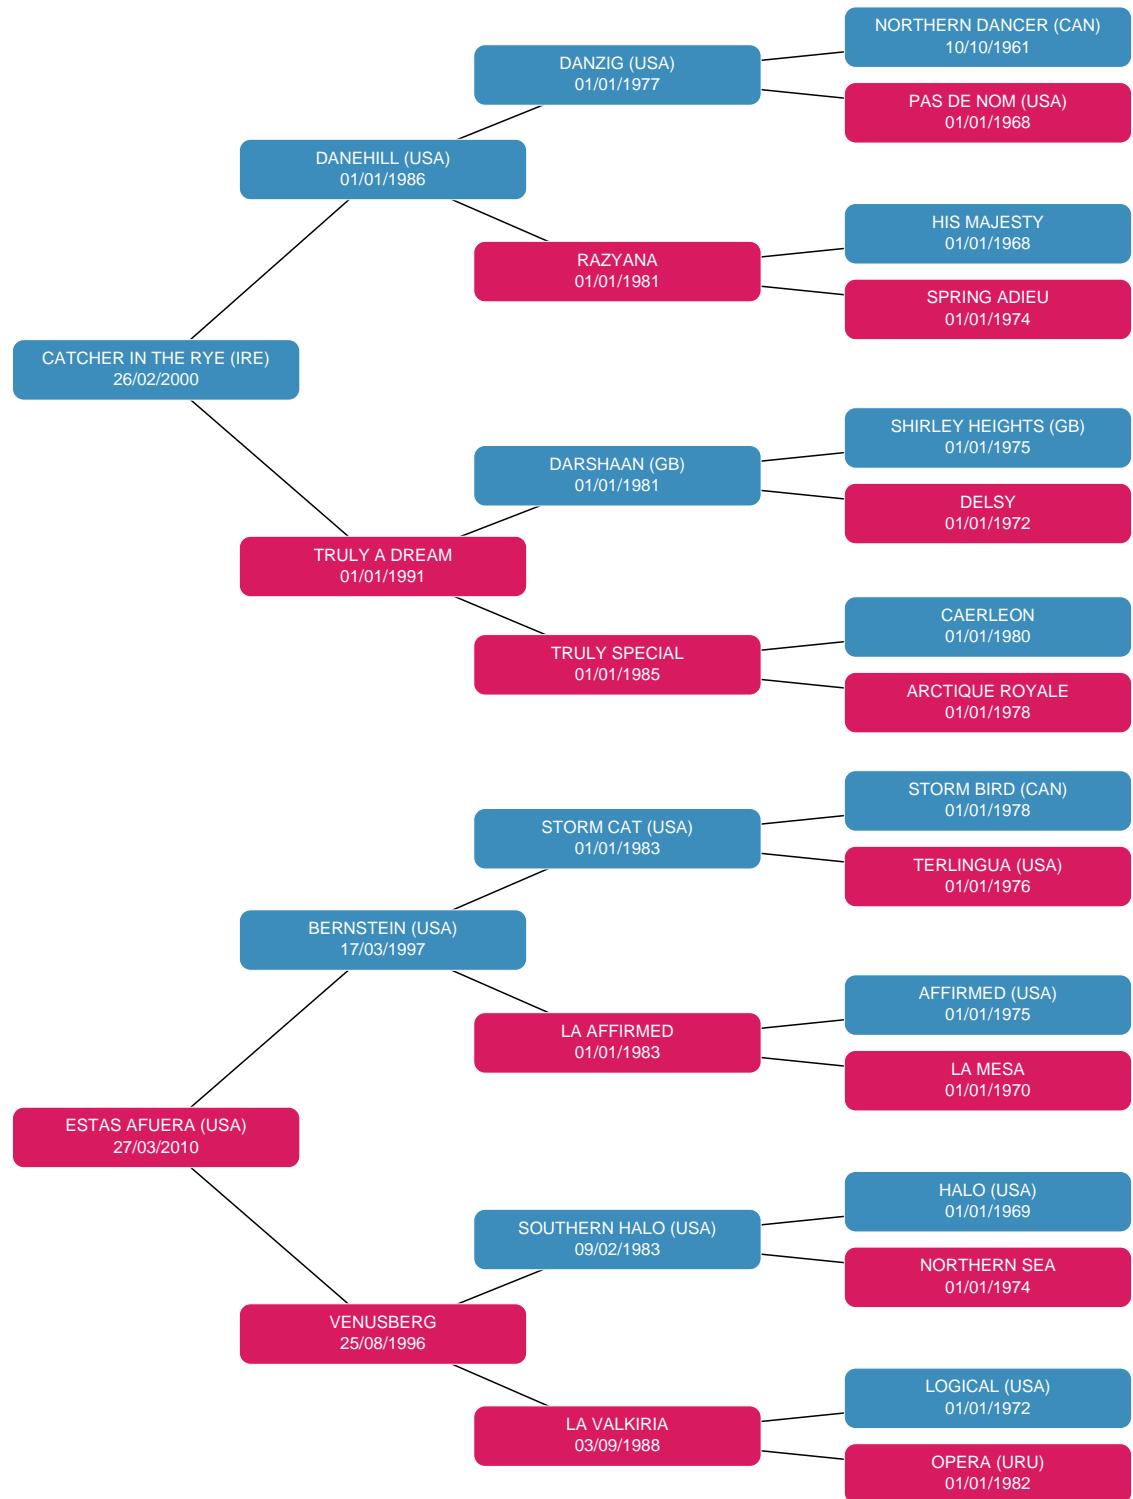 NORTHERN DANCER (CAN)
10/10/1961
DANZIG (USA)
01/01/1977
PAS DE NOM (USA)
01/01/1968
DANEHILL (USA)
01/01/1986
HIS MAJESTY
01/01/1968
RAZYANA
01/01/1981
SPRING ADIEU
01/01/1974
CATCHER IN THE RYE (IRE)
26/02/2000
SHIRLEY HEIGHTS (GB)
01/01/1975
DARSHAAN (GB)
01/01/1981
DELSY
01/01/1972
TRULY A DREAM
01/01/1991
CAERLEON
01/01/1980
TRULY SPECIAL
01/01/1985
ARCTIQUE ROYALE
01/01/1978
STORM BIRD (CAN)
01/01/1978
STORM CAT (USA)
01/01/1983
TERLINGUA (USA)
01/01/1976
BERNSTEIN (USA)
17/03/1997
AFFIRMED (USA)
01/01/1975
LA AFFIRMED
01/01/1983
LA MESA
01/01/1970
ESTAS AFUERA (USA)
27/03/2010
HALO (USA)
01/01/1969
SOUTHERN HALO (USA)
09/02/1983
NORTHERN SEA
01/01/1974
VENUSBERG
25/08/1996
LOGICAL (USA)
01/01/1972
LA VALKIRIA
03/09/1988
OPERA (URU)
01/01/1982